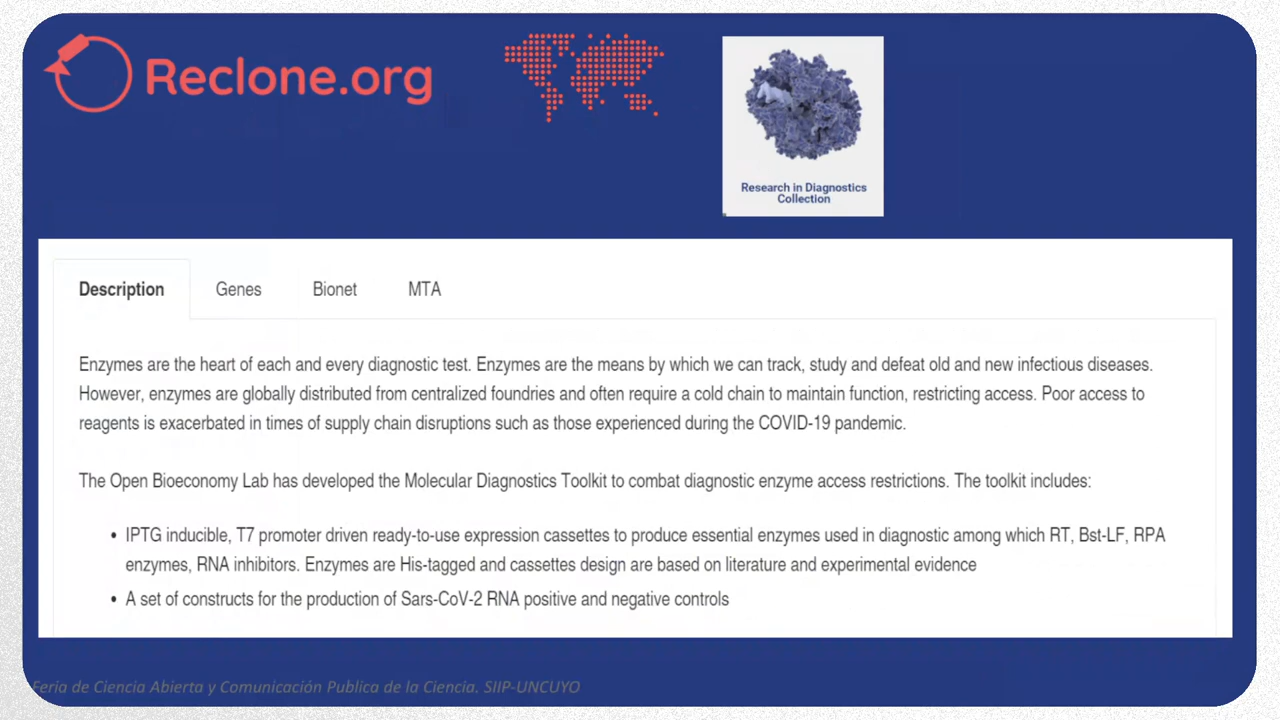 Reclone.org
Research in Diagnostics
Collection
Description
Genes
Bionet
MTA
Enzymes are the heart of each and every diagnostic test. Enzymes are the means by which we can track, study and defeat old and new infectious diseases.
However, enzymes are globally distributed from centralized foundries and often require a cold chain to maintain function, restricting access. Poor access to
reagents is exacerbated in times of supply chain disruptions such as those experienced during the COVID-19 pandemic.
The Open Bioeconomy Lab has developed the Molecular Diagnostics Toolkit to combat diagnostic enzyme access restrictions. The toolkit includes:
• IPTG inducible, T7 promoter driven ready-to-use expression cassettes to produce essential enzymes used in diagnostic among which RT, Bst-LF, RPA
enzymes, RNA inhibitors. Enzymes are His-tagged and cassettes design are based on literature and experimental evidence
• A set of constructs for the production of Sars-CoV-2 RNA positive and negative controls
Feria de Ciencia Abierta y Comunicación Publica de la Ciencia. SIIP-UNCUYO